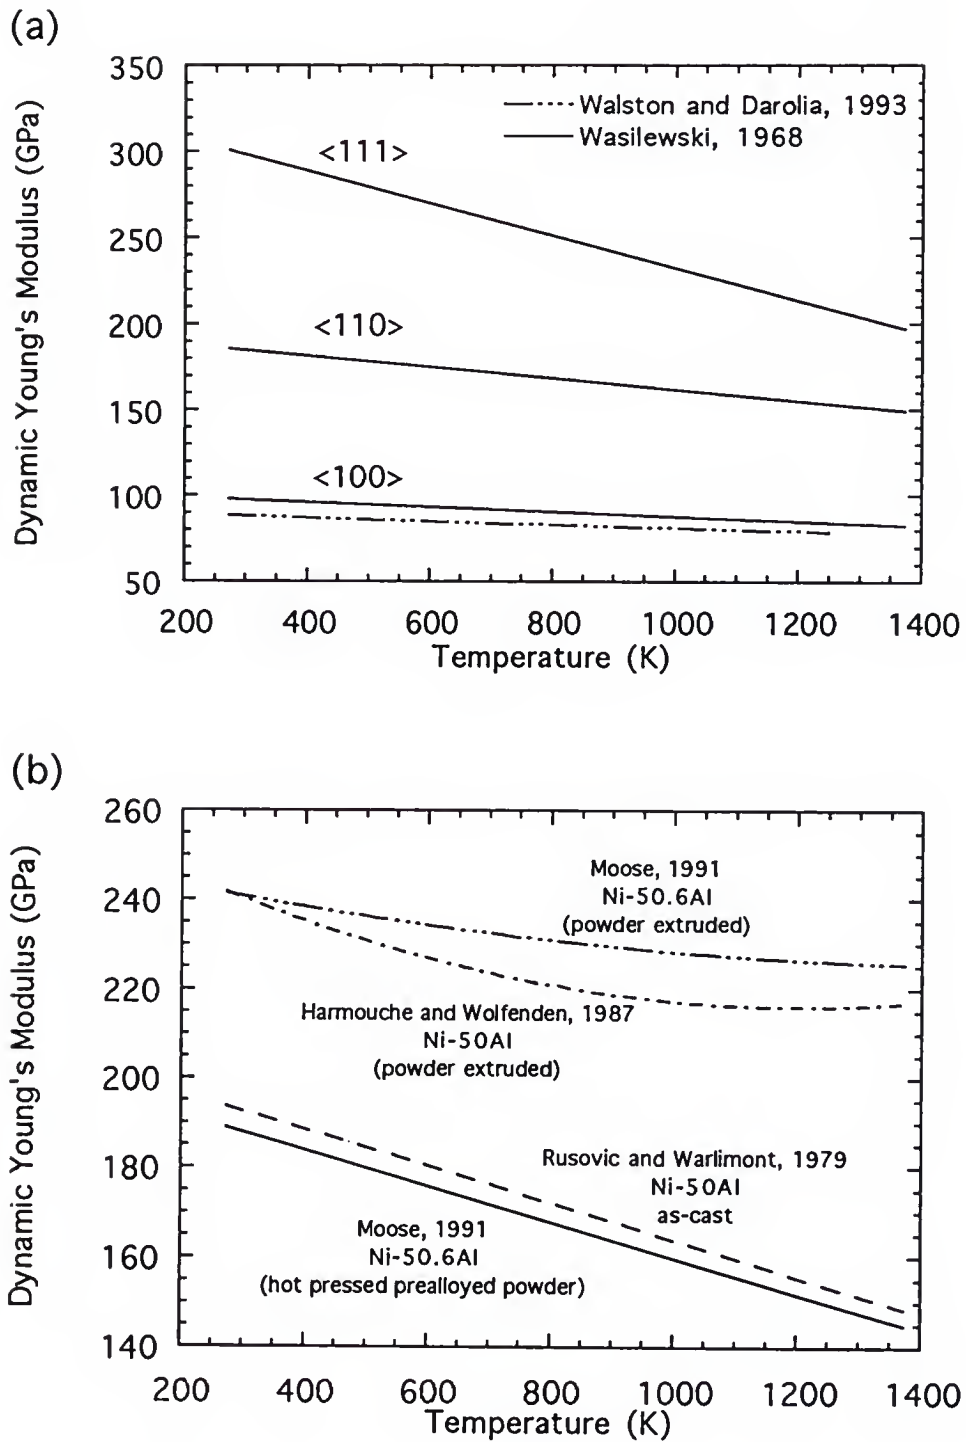 (a)
Dynamic Young's Modulus (GPa)
350
300
250
200
150
100
50
Walston and Darolia, 1993
Wasilewski, 1968
<111>
<110>
<100>
200 400 600 800 1000 1200 1400
Temperature (K)
(b)
Dynamic Young's Modulus (GPa)
260
240
220
200
180
160
140
Moose, 1991
Ni-50.6Al
(powder extruded)
Harmouche and Wolfenden, 1987
Ni-50Al
(powder extruded)
Rusovic and Warlimont, 1979
Ni-50Al
as-cast
Moose, 1991
Ni-50.6Al
(hot pressed prealloyed powder)
200 400 600 800 1000 1200 1400
Temperature (K)